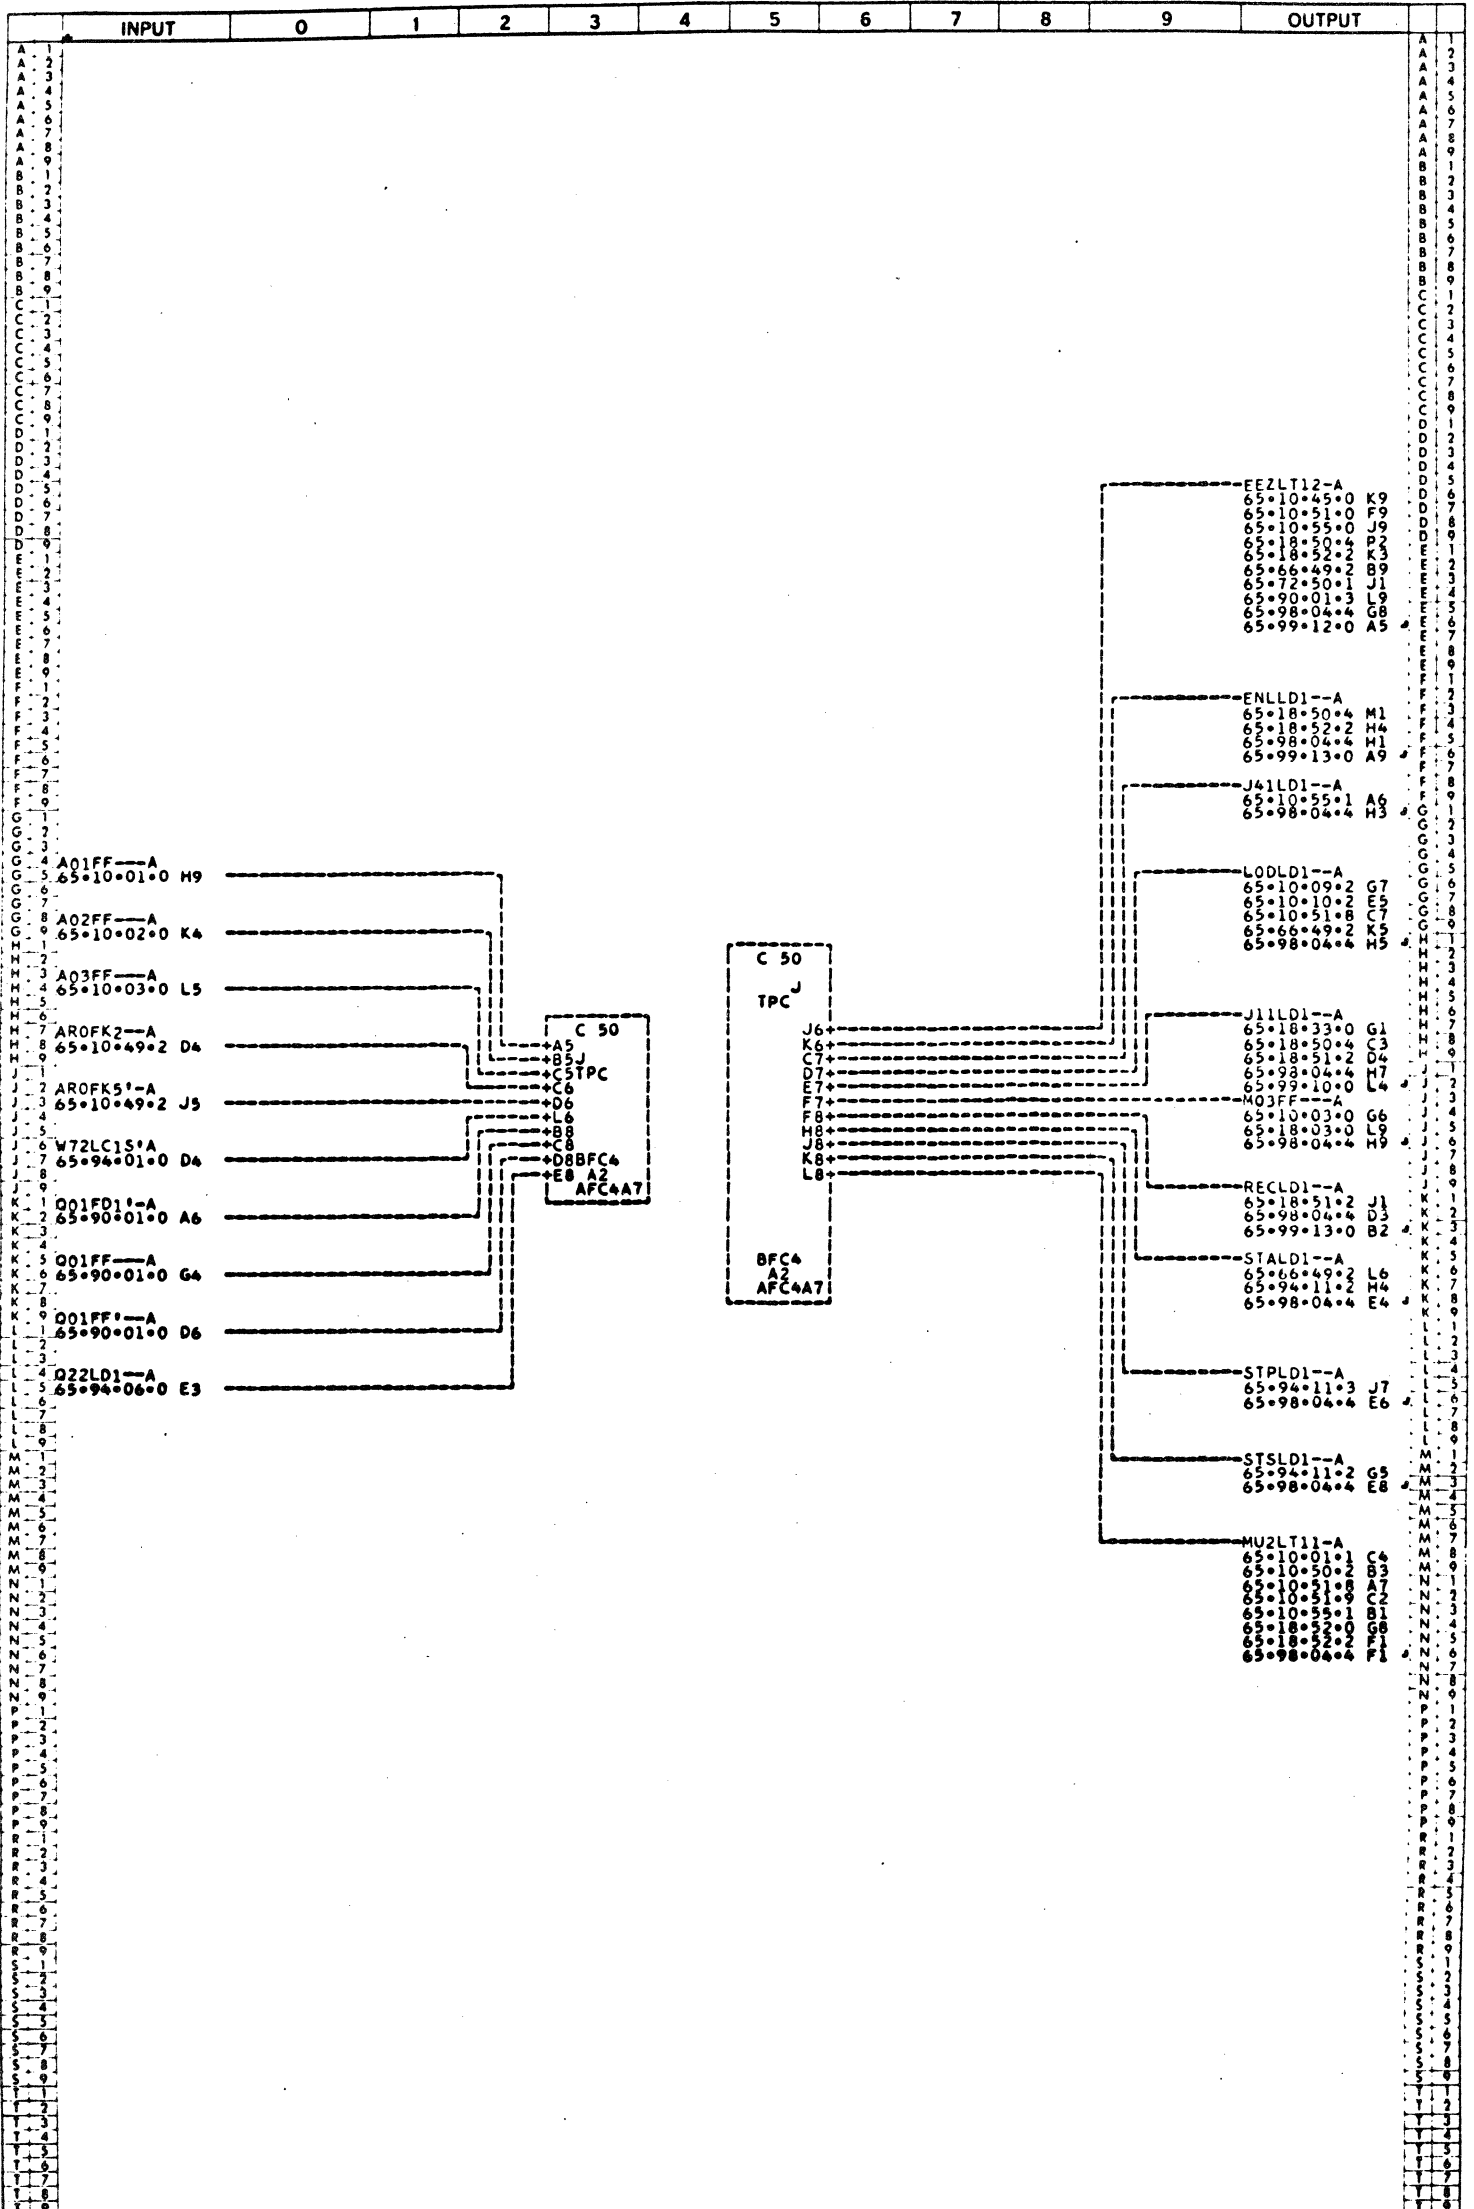 INPUT 0 1 2 3 4 5 6 7 8 9 OUTPUT
A01FF---A
65•10•01•0 H9
A02FF---A
65•10•02•0 K4
A03FF---A
65•10•03•0 L5
AR0FK2--A
65•10•49•2 D4
AR0FK5'-A
65•10•49•2 J5
W72LC1S'A
65•94•01•0 D4
Q01FD1'-A
65•90•01•0 A6
Q01FF---A
65•90•01•0 G4
Q01FF'--A
65•90•01•0 D6
Q22LD1--A
65•94•06•0 E3
C 50
A5
B5 J
C5 TPC
C6
D6
L6
B8
C8
D8 BFC4
E8 A2
AFC4A7
C 50
J
TPC
J6
K6
C7
D7
E7
F7
F8
H8
J8
K8
L8
BFC4
A2
AFC4A7
EE2LT12-A
65•10•45•0 K9
65•10•51•0 F9
65•10•55•0 J9
65•18•50•4 P2
65•18•52•2 K3
65•66•49•2 B9
65•72•50•1 J1
65•90•01•3 L9
65•98•04•4 G8
65•99•12•0 A5
ENLLD1--A
65•18•50•4 M1
65•18•52•2 H4
65•98•04•4 H1
65•99•13•0 A9
J41LD1--A
65•10•55•1 A6
65•98•04•4 H3
LODLD1--A
65•10•09•2 G7
65•10•10•2 E5
65•10•51•8 C7
65•66•49•2 K5
65•98•04•4 H5
J11LD1--A
65•18•33•0 G1
65•18•50•4 C3
65•18•51•2 D4
65•98•04•4 H7
65•99•10•0 L4
M03FF---A
65•10•03•0 G6
65•18•03•0 L9
65•98•04•4 H9
RECLD1--A
65•18•51•2 J1
65•98•04•4 D3
65•99•13•0 B2
STALD1--A
65•66•49•2 L6
65•94•11•2 H4
65•98•04•4 E4
STPLD1--A
65•94•11•3 J7
65•98•04•4 E6
STSLD1--A
65•94•11•2 G5
65•98•04•4 E8
MU2LT11-A
65•10•01•1 C4
65•10•50•2 B3
65•10•51•8 A7
65•10•51•9 C2
65•10•55•1 B1
65•18•52•0 G8
65•18•52•2 F1
65•98•04•4 F1